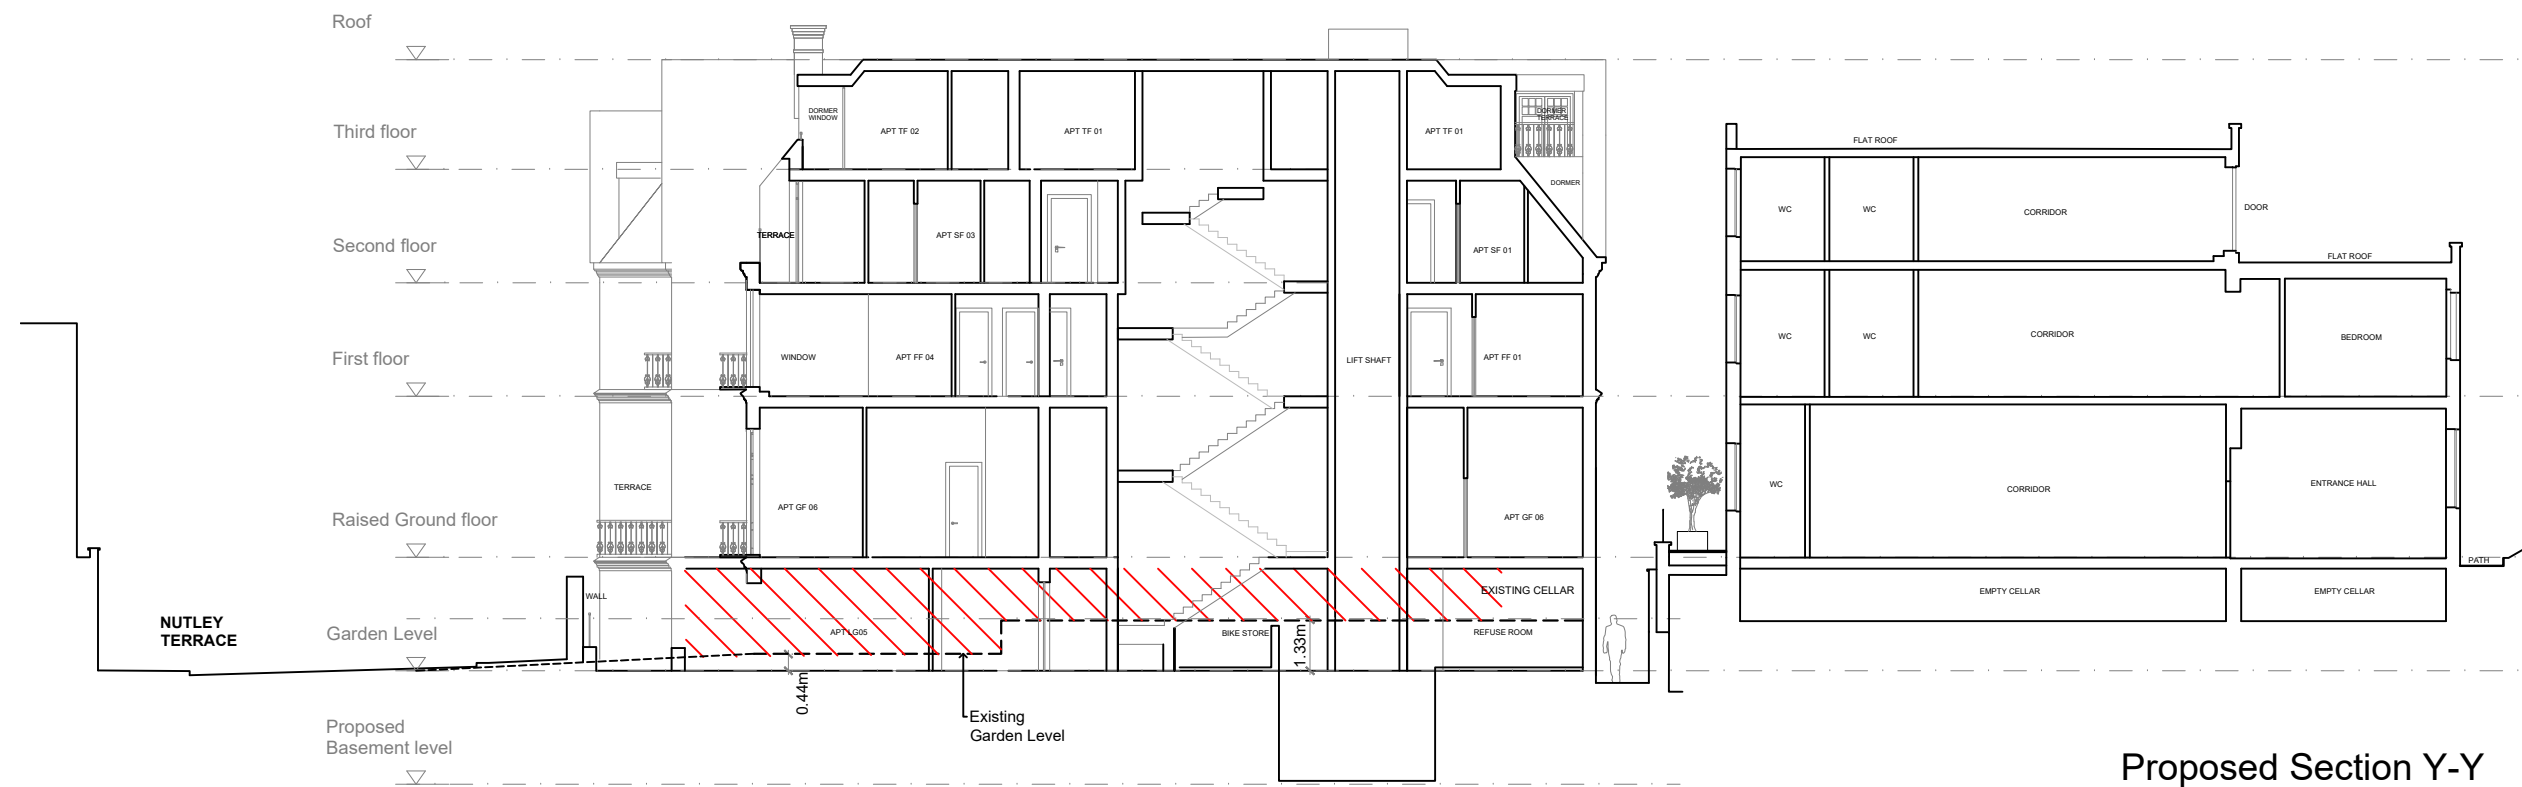 Roof
DORMER
WINDOW
APT TF 02
APT TF 01
APT TF 01
DORMER
TERRACE
Third floor
FLAT ROOF
DORMER
WC
WC
CORRIDOR
DOOR
TERRACE
APT SF 03
APT SF 01
Second floor
FLAT ROOF
WINDOW
APT FF 04
LIFT SHAFT
APT FF 01
First floor
WC
WC
CORRIDOR
BEDROOM
TERRACE
APT GF 06
APT GF 06
WC
CORRIDOR
ENTRANCE HALL
Raised Ground floor
PATH
WALL
EXISTING CELLAR
EMPTY CELLAR
EMPTY CELLAR
NUTLEY
TERRACE
Garden Level
APT LG05
BIKE STORE
1.33m
REFUSE ROOM
0.44m
Existing
Garden Level
Proposed
Basement level
Proposed Section Y-Y